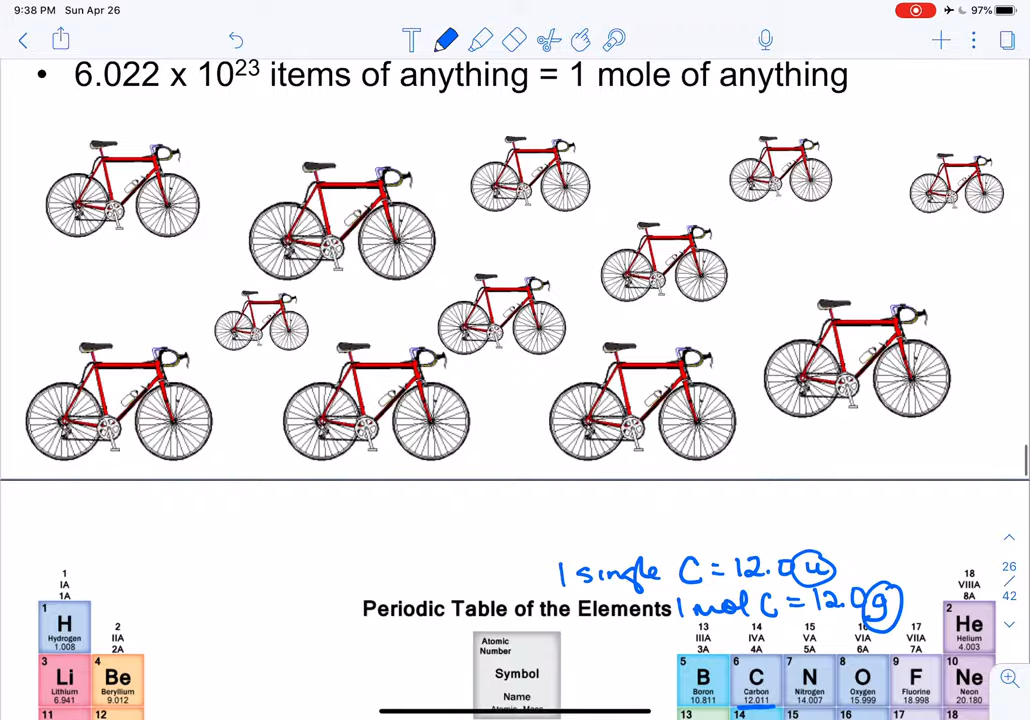 9:38 PM Sun Apr 26
97%
T
• 6.022 x 10²³ items of anything = 1 mole of anything
1 single C = 12.0 u
1 mol C = 12.0 g
Periodic Table of the Elements
26
/
42
1
IA
1A
2
IIA
2A
13
IIIA
3A
14
IVA
4A
15
VA
5A
16
VIA
6A
17
VIIA
7A
18
VIIIA
8A
1
H
Hydrogen
1.008
2
He
Helium
4.003
3
Li
Lithium
6.941
4
Be
Beryllium
9.012
Atomic
Number
Symbol
Name
Atomic Mass
5
B
Boron
10.811
6
C
Carbon
12.011
7
N
Nitrogen
14.007
8
O
Oxygen
15.999
9
F
Fluorine
18.998
10
Ne
Neon
20.180
11
12
13
14
15
16
17
18